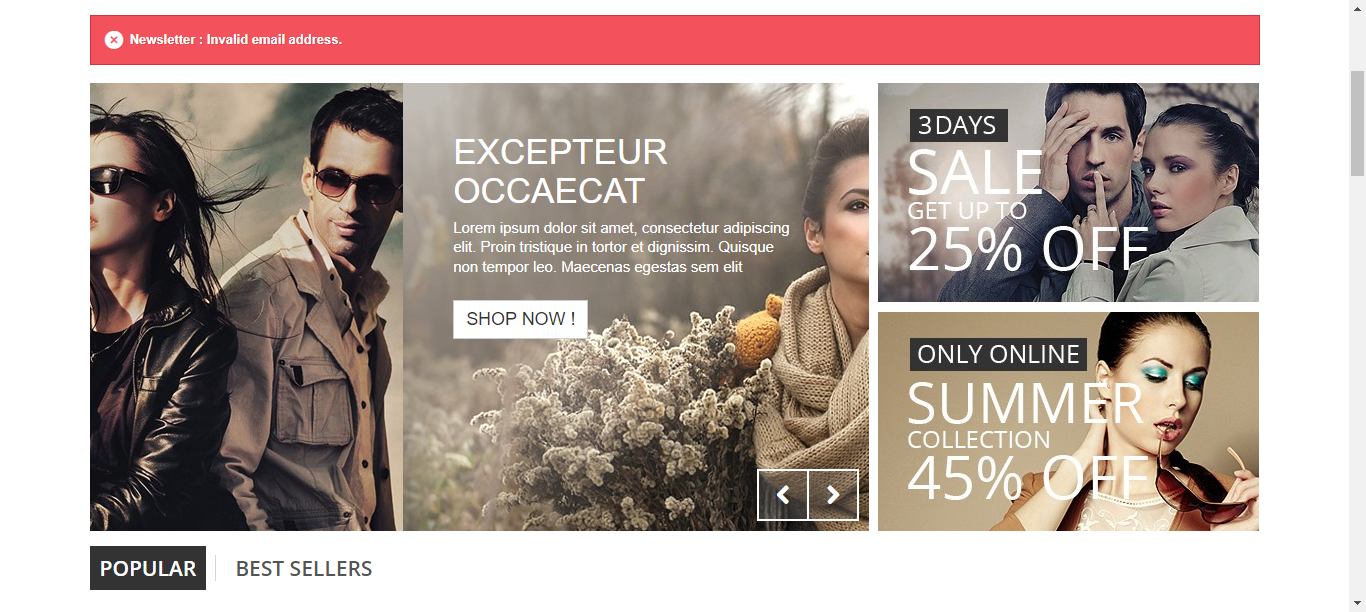 Newsletter : Invalid email address.
EXCEPTEUR
OCCAECAT
Lorem ipsum dolor sit amet, consectetur adipiscing
elit. Proin tristique in tortor et dignissim. Quisque
non tempor leo. Maecenas egestas sem elit
SHOP NOW !
3 DAYS
SALE
GET UP TO
25% OFF
ONLY ONLINE
SUMMER
COLLECTION
45% OFF
POPULAR
BEST SELLERS